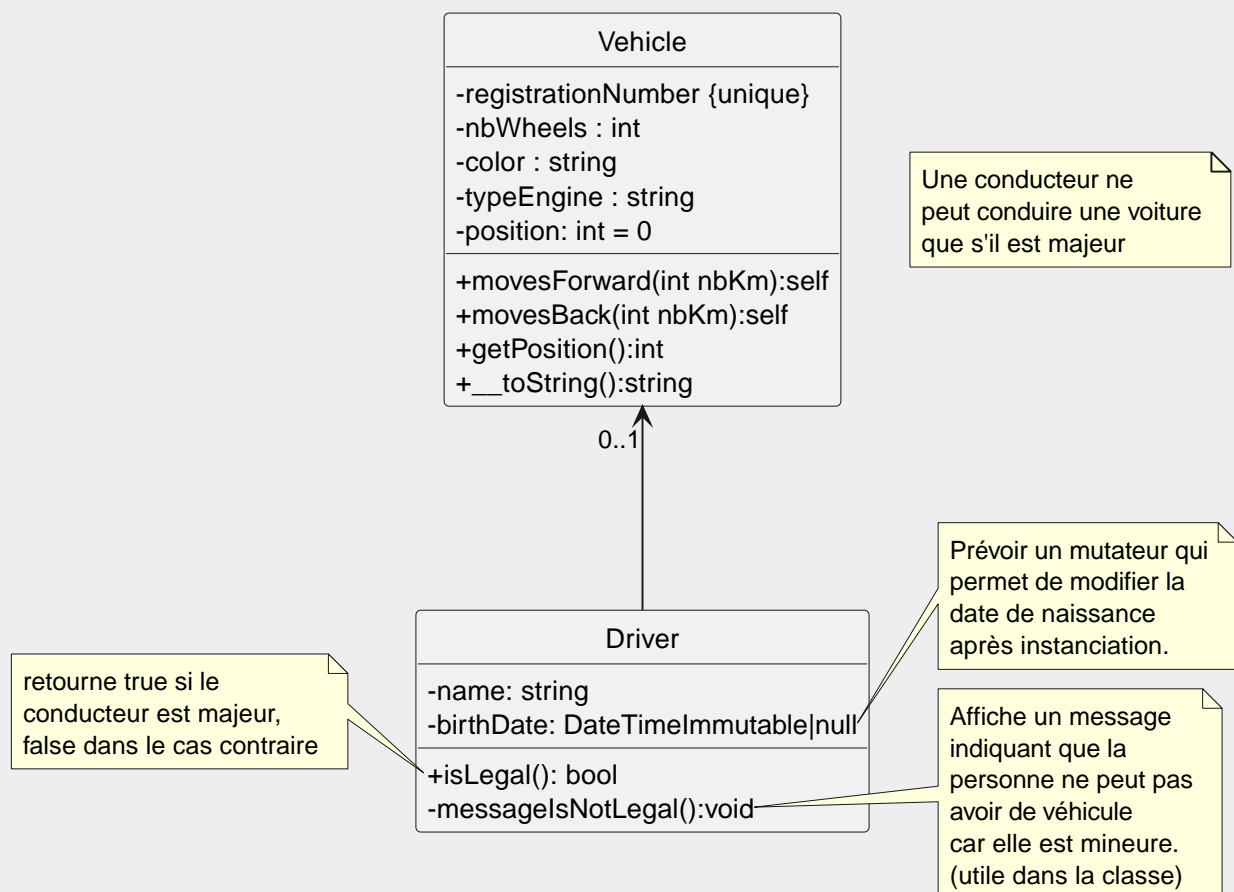 Vehicle
-registrationNumber {unique}
-nbWheels : int
-color : string
-typeEngine : string
-position: int = 0
+movesForward(int nbKm):self
+movesBack(int nbKm):self
+getPosition():int
+__toString():string
Une conducteur ne
peut conduire une voiture
que s'il est majeur
0..1
Driver
-name: string
-birthDate: DateTimeImmutable|null
+isLegal(): bool
-messageIsNotLegal():void
Prévoir un mutateur qui
permet de modifier la
date de naissance
après instanciation.
retourne true si le
conducteur est majeur,
false dans le cas contraire
Affiche un message
indiquant que la
personne ne peut pas
avoir de véhicule
car elle est mineure.
(utile dans la classe)